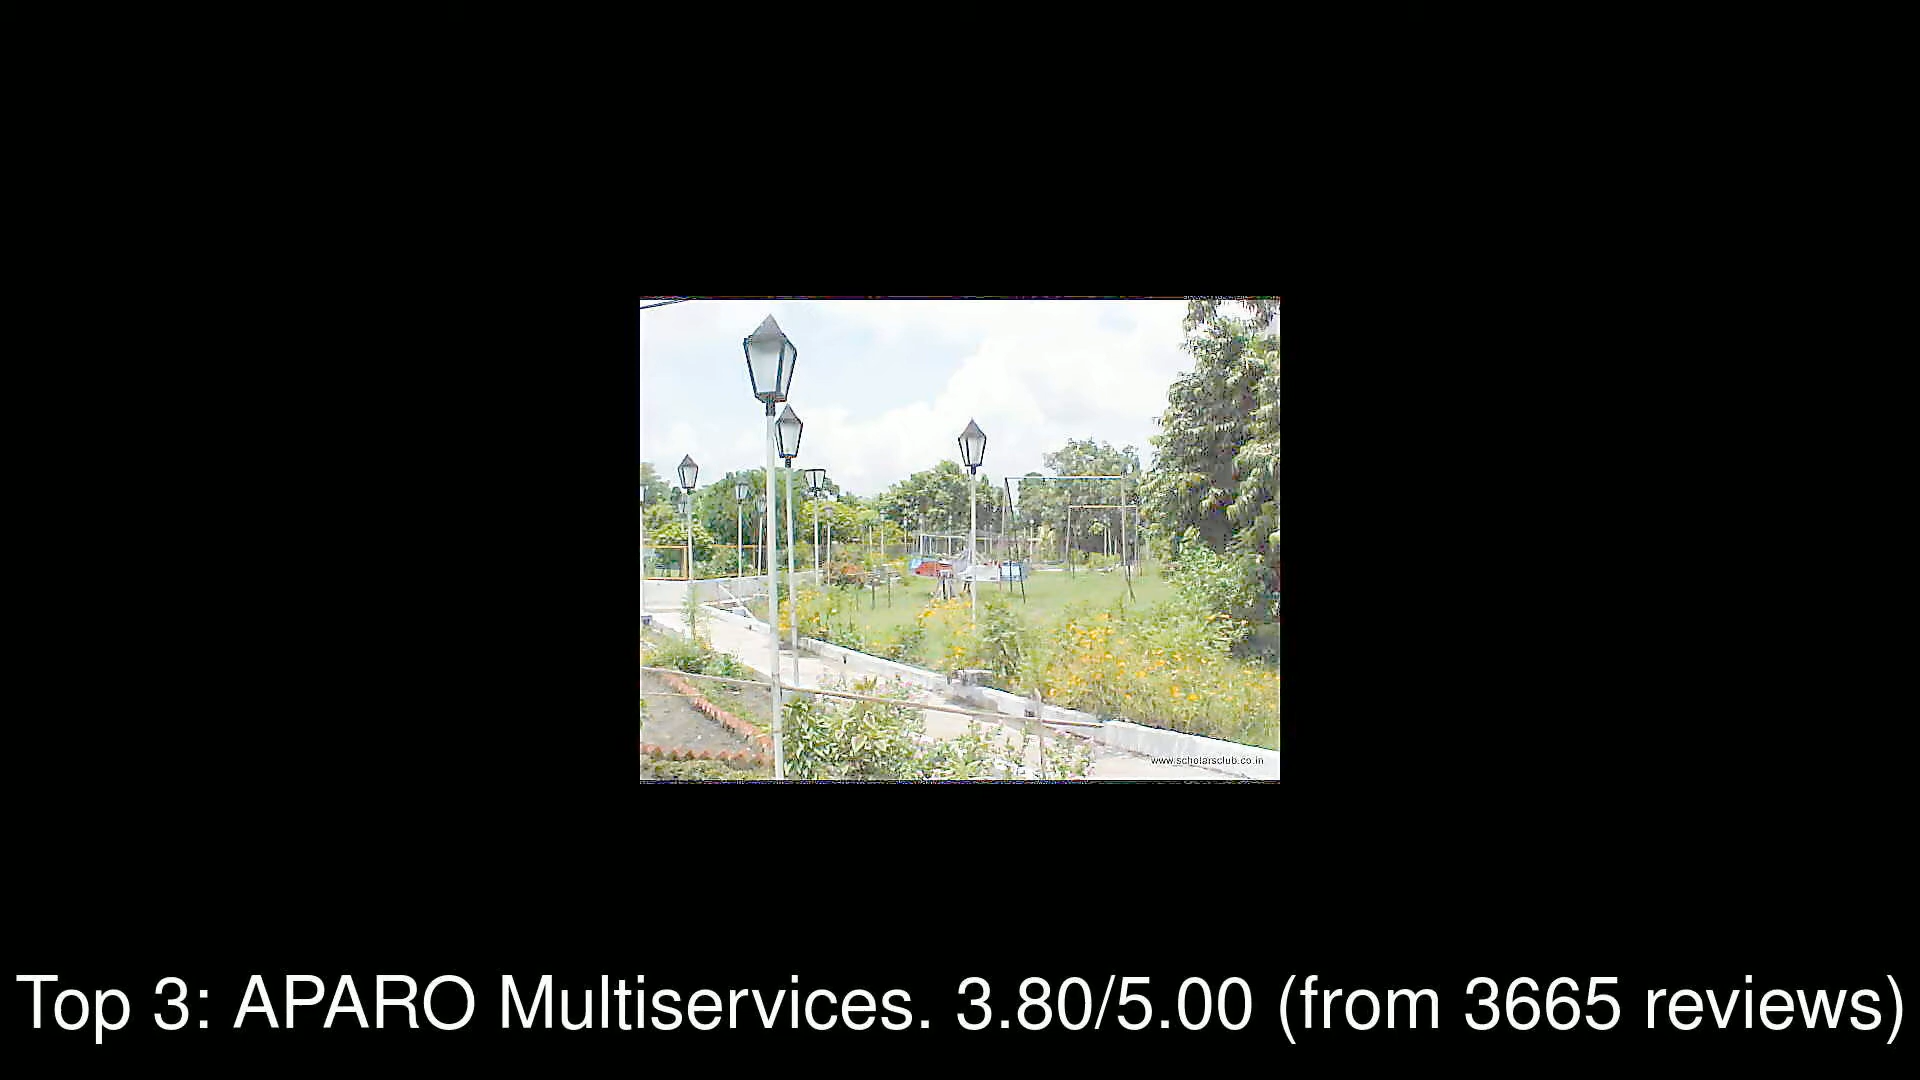 www.scholarsclub.co.in
Top 3: APARO Multiservices. 3.80/5.00 (from 3665 reviews)